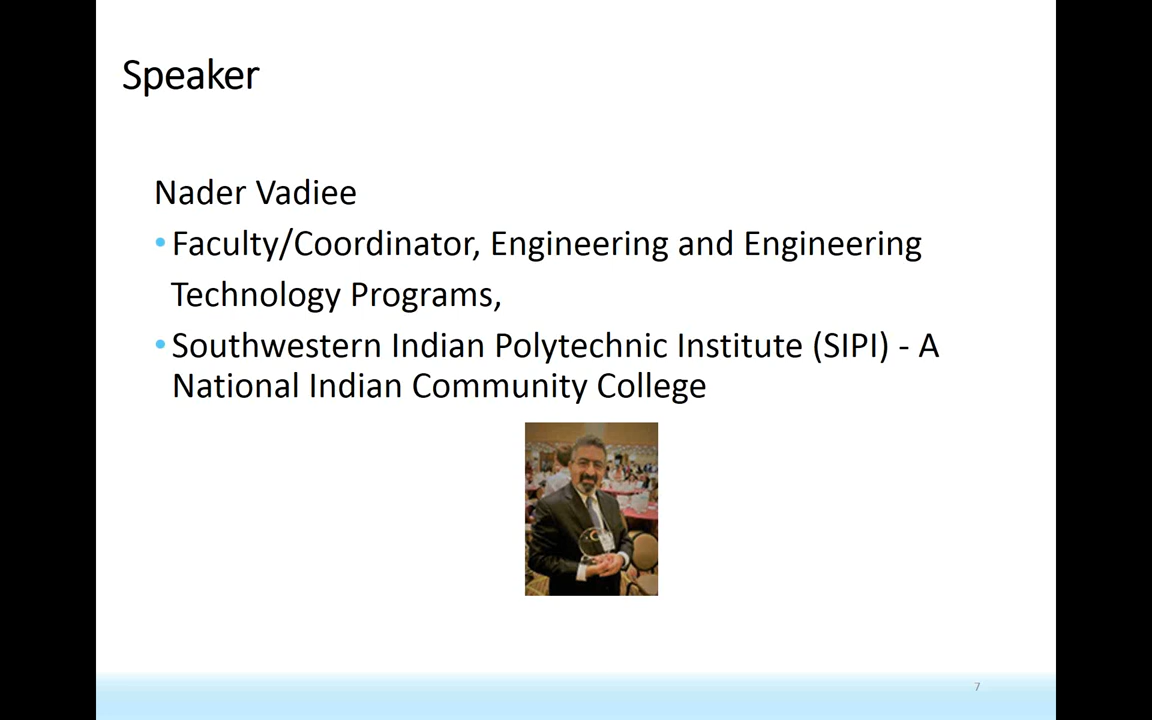 Speaker
Nader Vadiee
• Faculty/Coordinator, Engineering and Engineering
Technology Programs,
• Southwestern Indian Polytechnic Institute (SIPI) - A
National Indian Community College
7